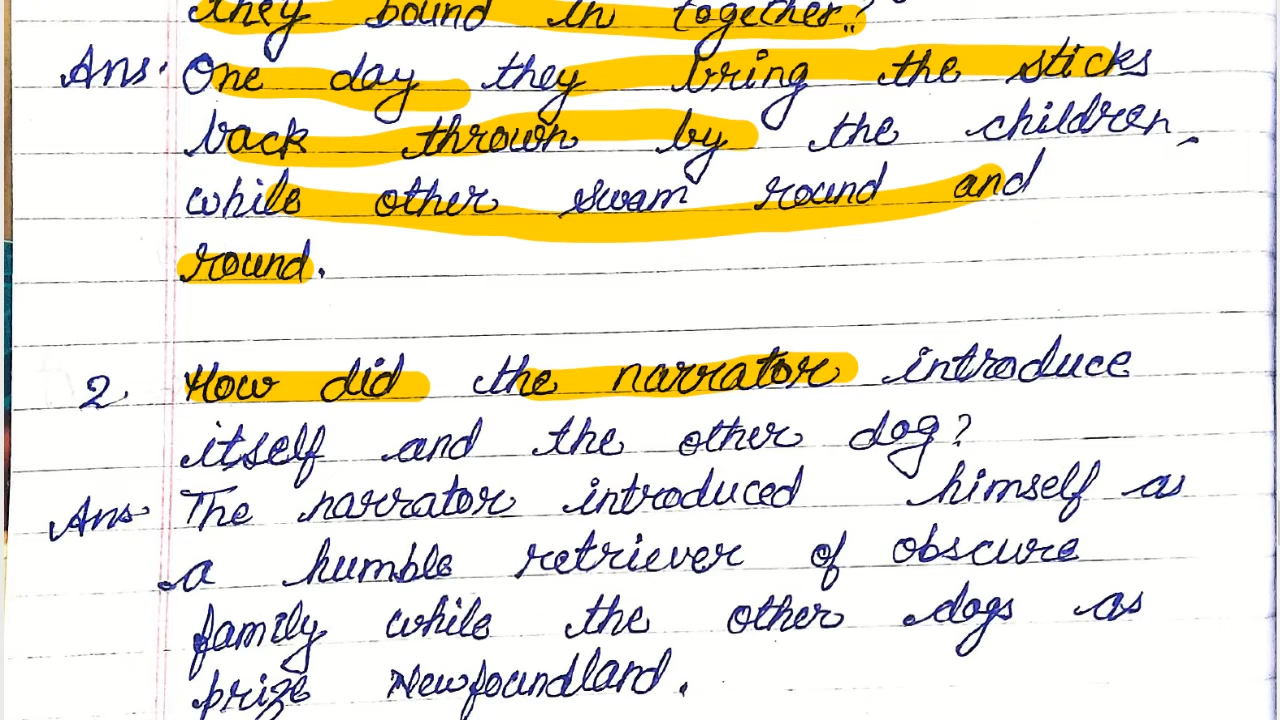 they bound in together?
Ans. One day they bring the sticks
back thrown by the children,
while other swam round and
round.
2. How did the narrator introduce
itself and the other dog?
Ans. The narrator introduced himself as
a humble retriever of obscure
family while the other dogs as
prize Newfoundland.